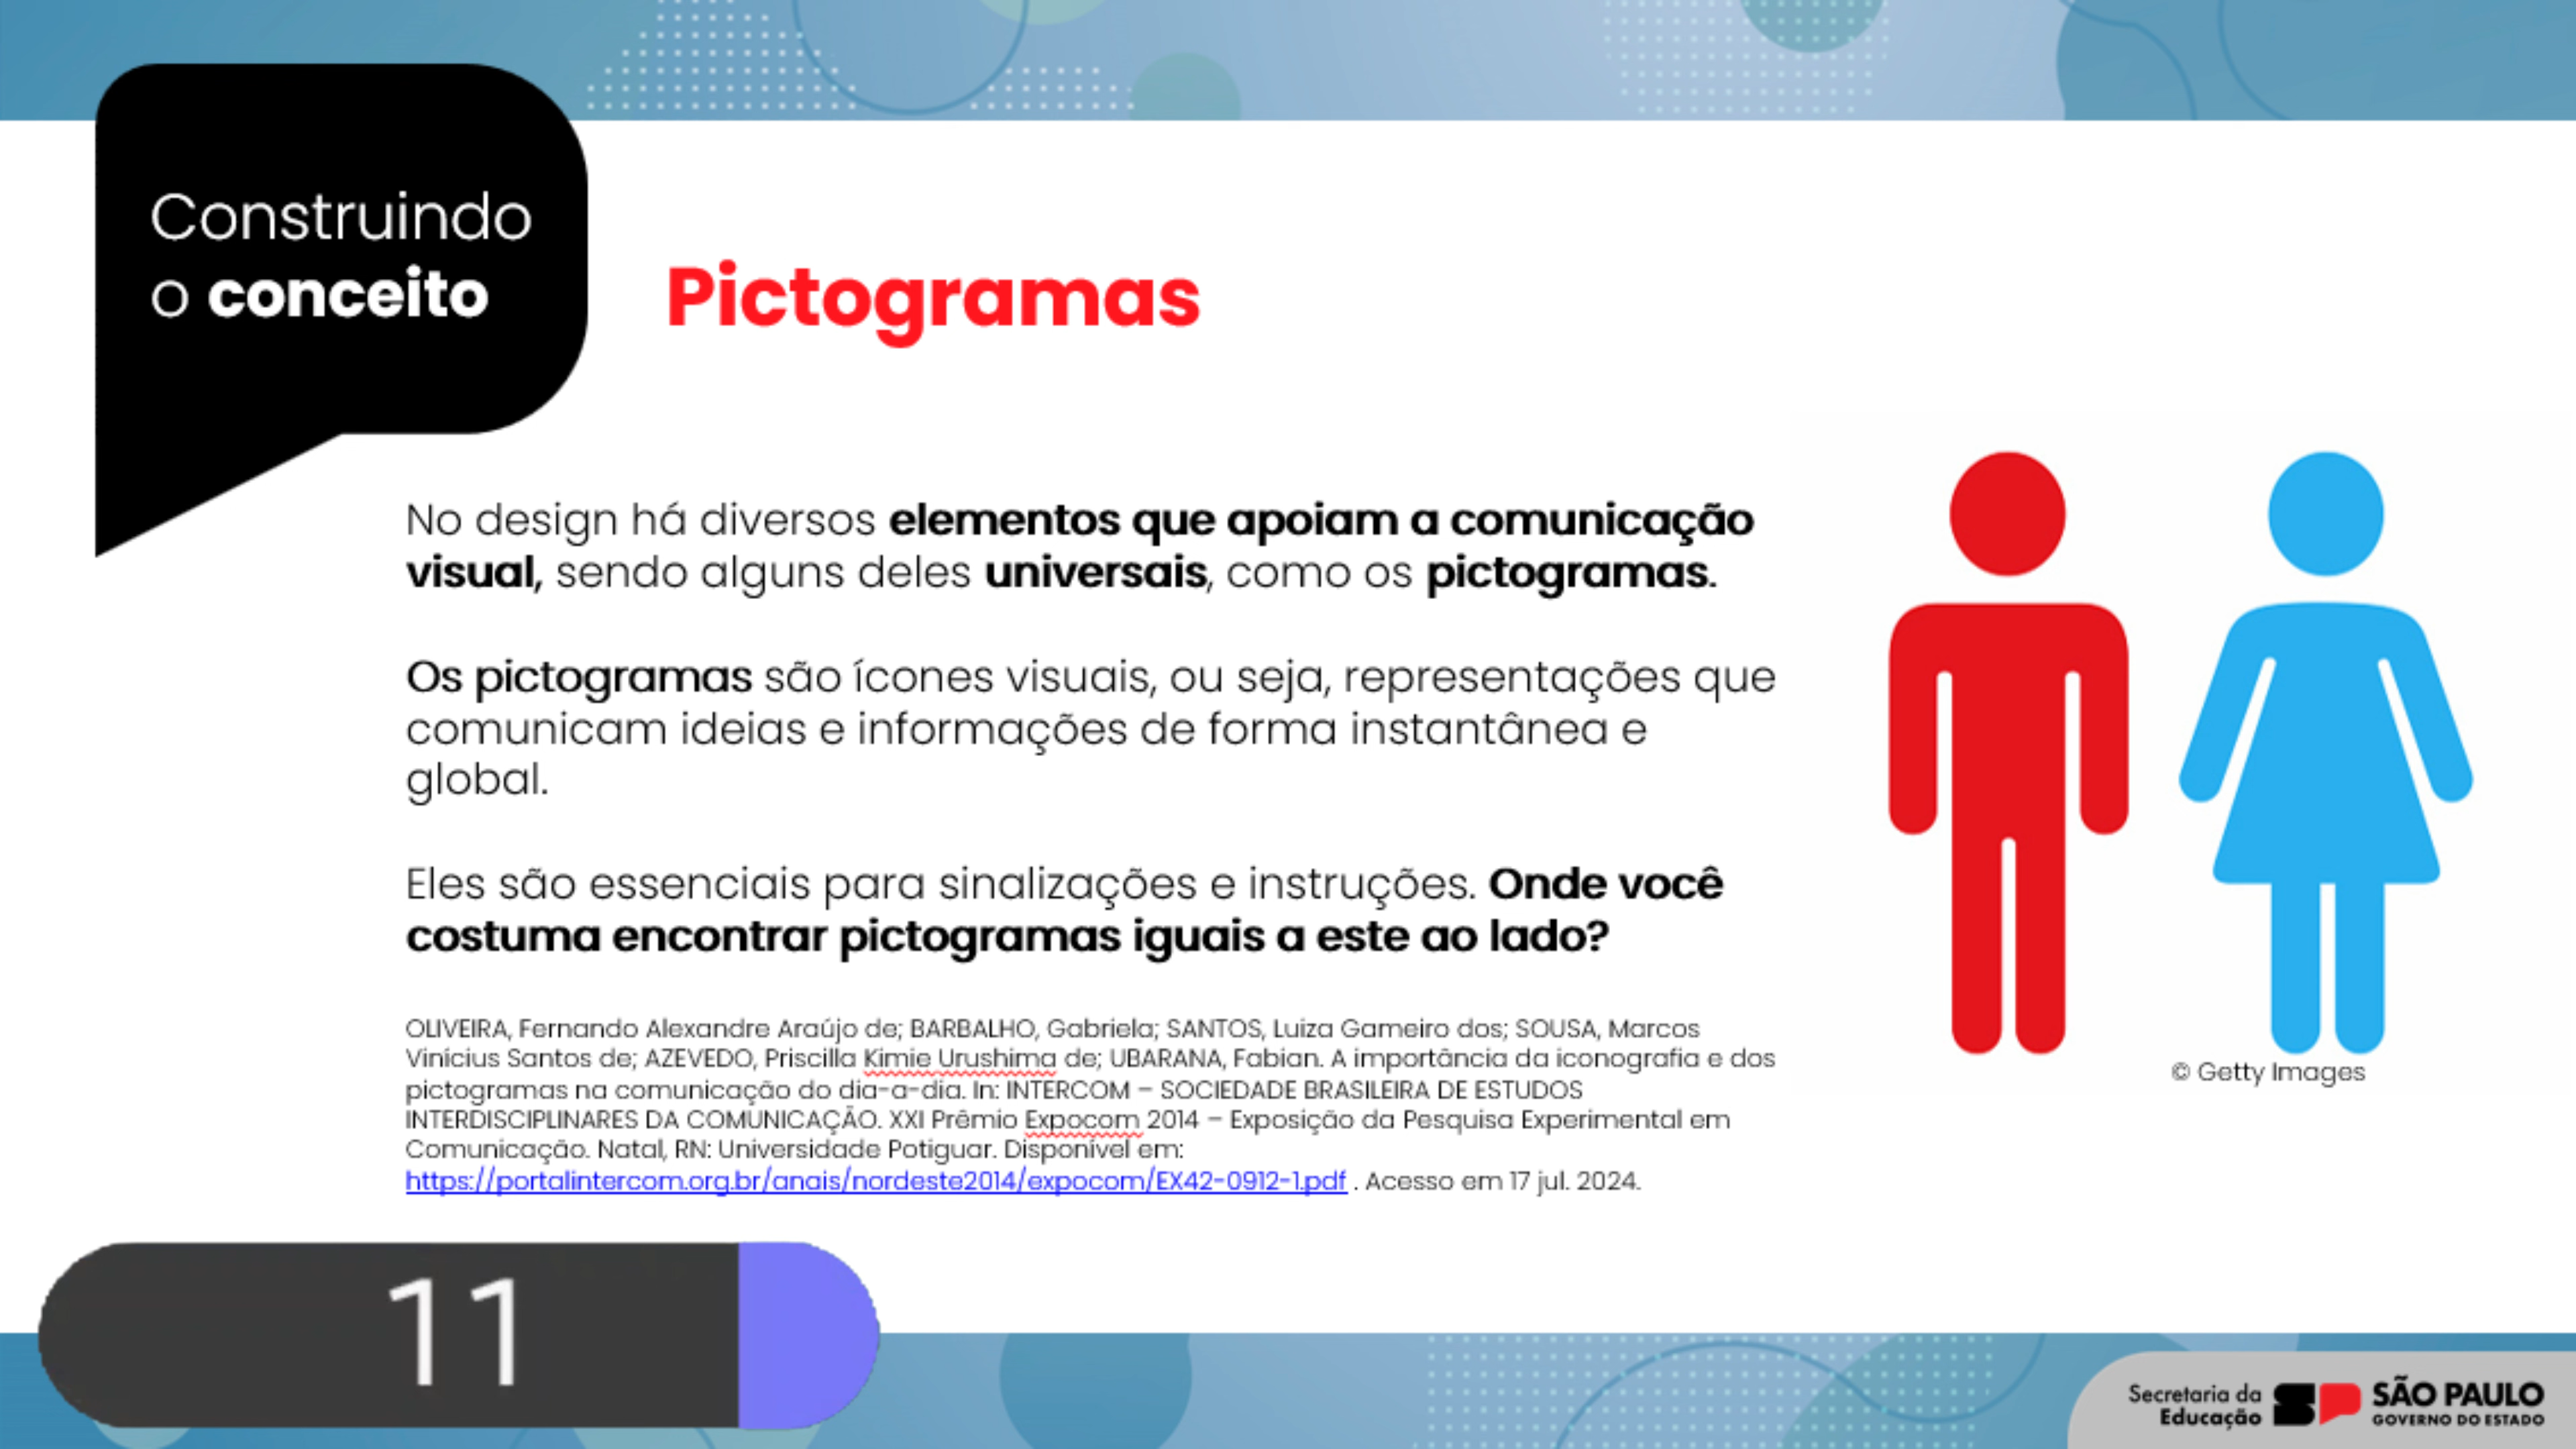 Construindo
o conceito
Pictogramas
No design há diversos elementos que apoiam a comunicação
visual, sendo alguns deles universais, como os pictogramas.
Os pictogramas são ícones visuais, ou seja, representações que
comunicam ideias e informações de forma instantânea e
global.
Eles são essenciais para sinalizações e instruções. Onde você
costuma encontrar pictogramas iguais a este ao lado?
OLIVEIRA, Fernando Alexandre Araújo de; BARBALHO, Gabriela; SANTOS, Luiza Gameiro dos; SOUSA, Marcos
Vinícius Santos de; AZEVEDO, Priscilla Kimie Urushima de; UBARANA, Fabian. A importância da iconografia e dos
pictogramas na comunicação do dia-a-dia. In: INTERCOM – SOCIEDADE BRASILEIRA DE ESTUDOS
INTERDISCIPLINARES DA COMUNICAÇÃO. XXI Prêmio Expocom 2014 – Exposição da Pesquisa Experimental em
Comunicação. Natal, RN: Universidade Potiguar. Disponível em:
https://portalintercom.org.br/anais/nordeste2014/expocom/EX42-0912-1.pdf . Acesso em 17 jul. 2024.
© Getty Images
11
Secretaria da
Educação
SP
SÃO PAULO
GOVERNO DO ESTADO